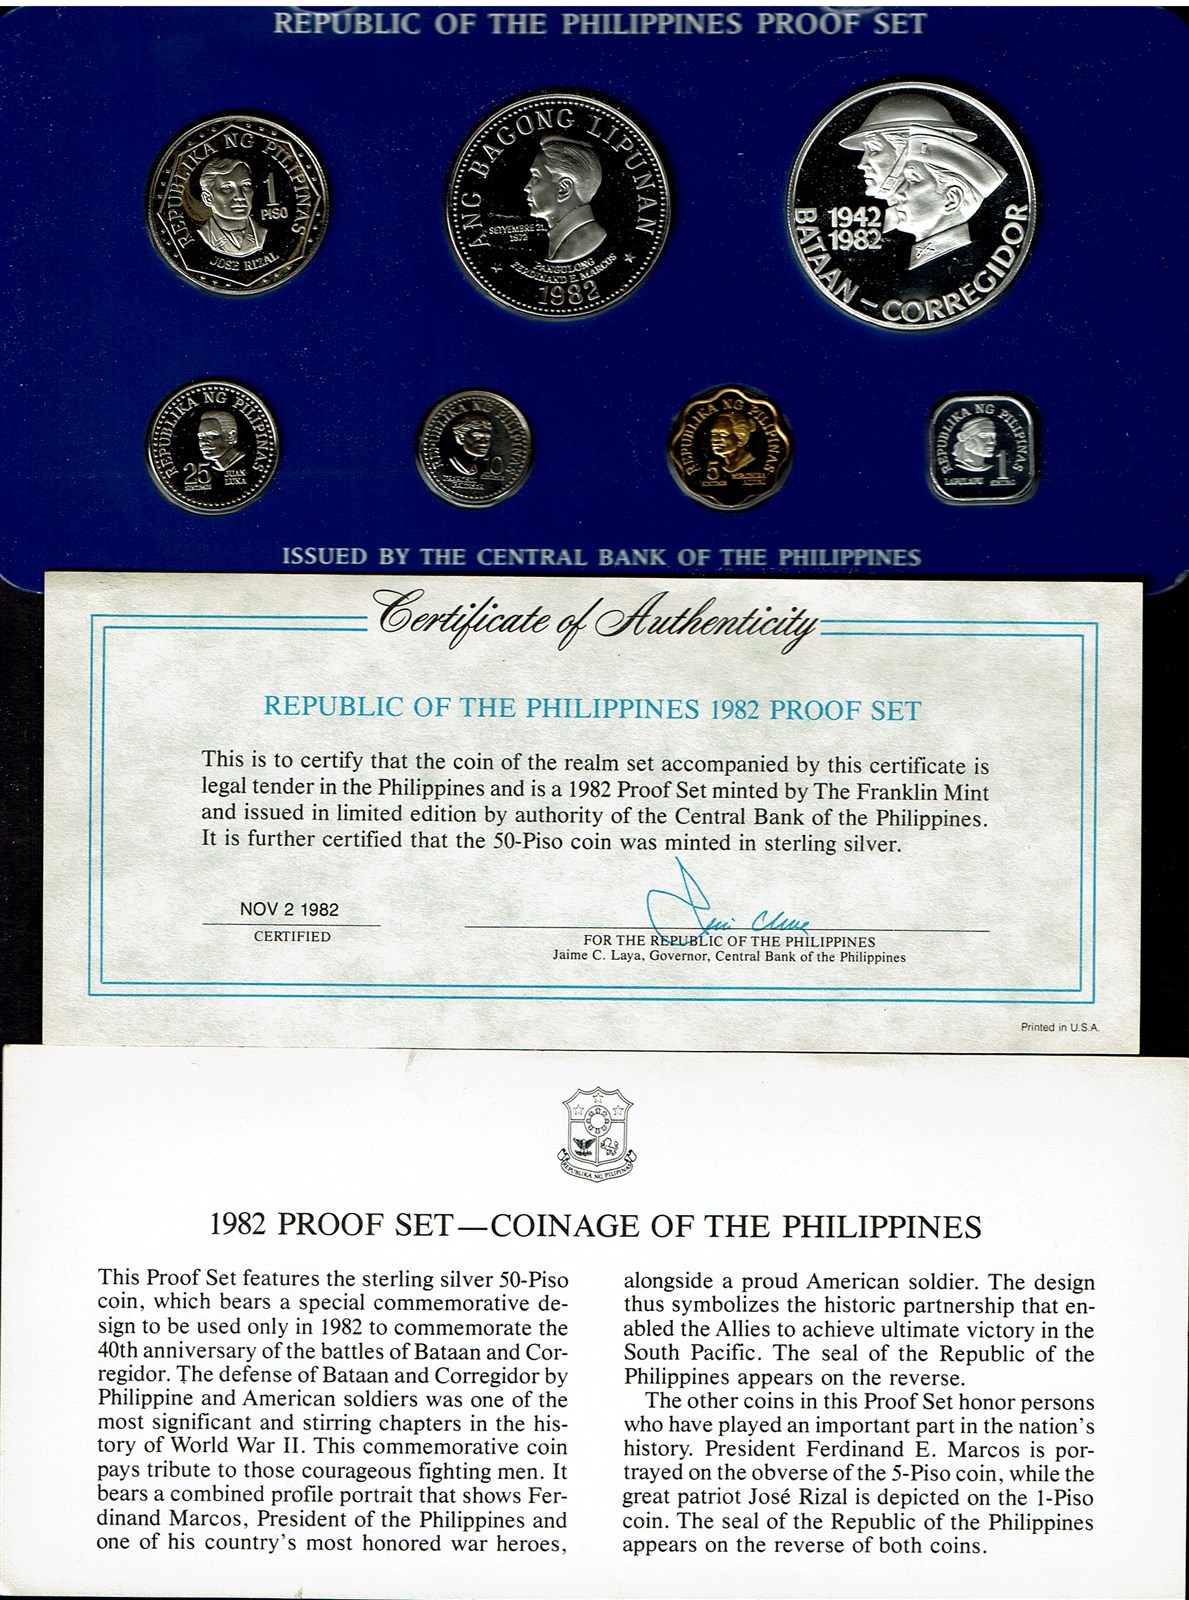 REPUBLIC OF THE PHILIPPINES PROOF SET
REPUBLIKA NG PILIPINAS
1
PISO
JOSE RIZAL
ANG BAGONG LIPUNAN
SETYEMBRE 21,
1972
PANGULONG
FERDINAND E. MARCOS
1982
1942
1982
BATAAN – CORREGIDOR
REPUBLIKA NG PILIPINAS
25
SENTIMOS
JUAN
LUNA
REPUBLIKA NG PILIPINAS
10
REPUBLIKA NG PILIPINAS
5
REPUBLIKA NG PILIPINAS
LAPULAPU
1
ISSUED BY THE CENTRAL BANK OF THE PHILIPPINES
Certificate of Authenticity
REPUBLIC OF THE PHILIPPINES 1982 PROOF SET
This is to certify that the coin of the realm set accompanied by this certificate is
legal tender in the Philippines and is a 1982 Proof Set minted by The Franklin Mint
and issued in limited edition by authority of the Central Bank of the Philippines.
It is further certified that the 50-Piso coin was minted in sterling silver.
NOV 2 1982
CERTIFIED
FOR THE REPUBLIC OF THE PHILIPPINES
Jaime C. Laya, Governor, Central Bank of the Philippines
Printed in U.S.A.
REPUBLIKA NG PILIPINAS
1982 PROOF SET—COINAGE OF THE PHILIPPINES
This Proof Set features the sterling silver 50-Piso
coin, which bears a special commemorative de-
sign to be used only in 1982 to commemorate the
40th anniversary of the battles of Bataan and Cor-
regidor. The defense of Bataan and Corregidor by
Philippine and American soldiers was one of the
most significant and stirring chapters in the his-
tory of World War II. This commemorative coin
pays tribute to those courageous fighting men. It
bears a combined profile portrait that shows Fer-
dinand Marcos, President of the Philippines and
one of his country's most honored war heroes,
alongside a proud American soldier. The design
thus symbolizes the historic partnership that en-
abled the Allies to achieve ultimate victory in the
South Pacific. The seal of the Republic of the
Philippines appears on the reverse.
The other coins in this Proof Set honor persons
who have played an important part in the nation's
history. President Ferdinand E. Marcos is por-
trayed on the obverse of the 5-Piso coin, while the
great patriot José Rizal is depicted on the 1-Piso
coin. The seal of the Republic of the Philippines
appears on the reverse of both coins.